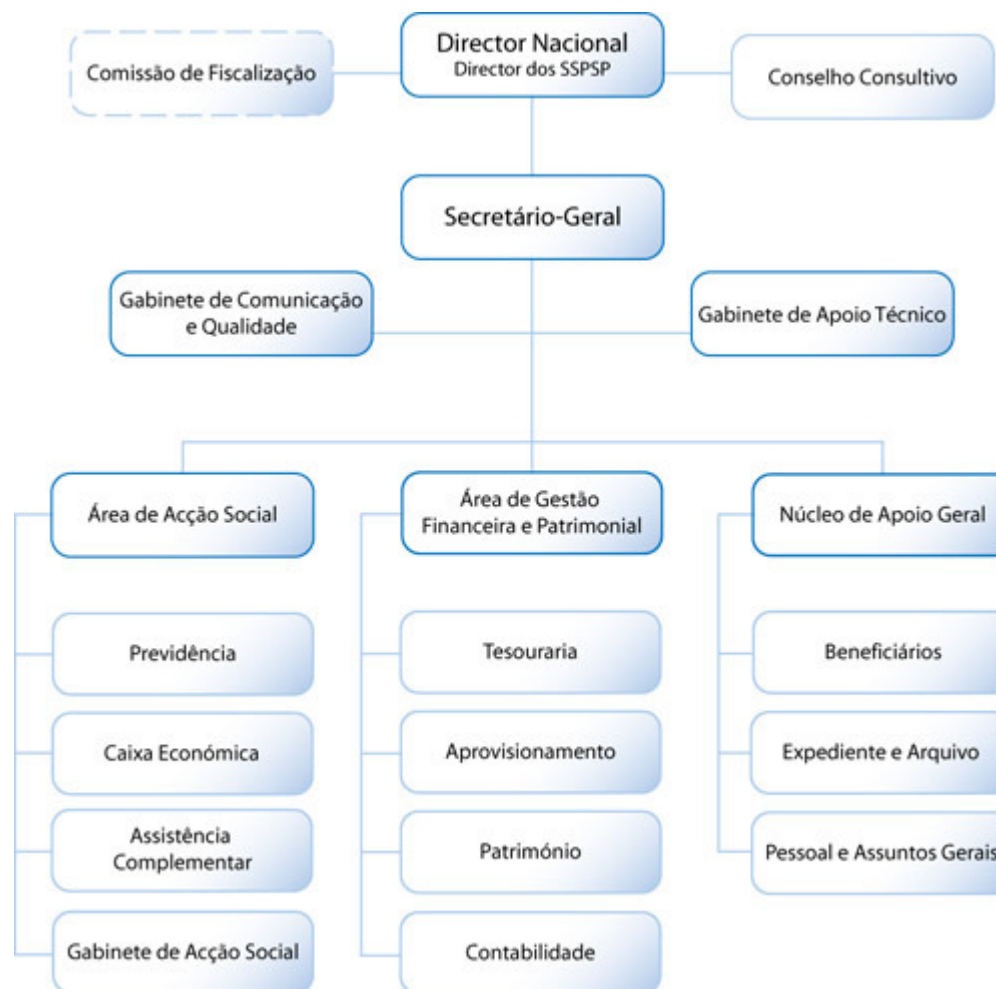 Director Nacional
Director dos SSPSP
Comissão de Fiscalização
Conselho Consultivo
Secretário-Geral
Gabinete de Comunicação
e Qualidade
Gabinete de Apoio Técnico
Área de Acção Social
Área de Gestão
Financeira e Patrimonial
Núcleo de Apoio Geral
Previdência
Tesouraria
Beneficiários
Caixa Económica
Aprovisionamento
Expediente e Arquivo
Assistência
Complementar
Património
Pessoal e Assuntos Gerais
Gabinete de Acção Social
Contabilidade